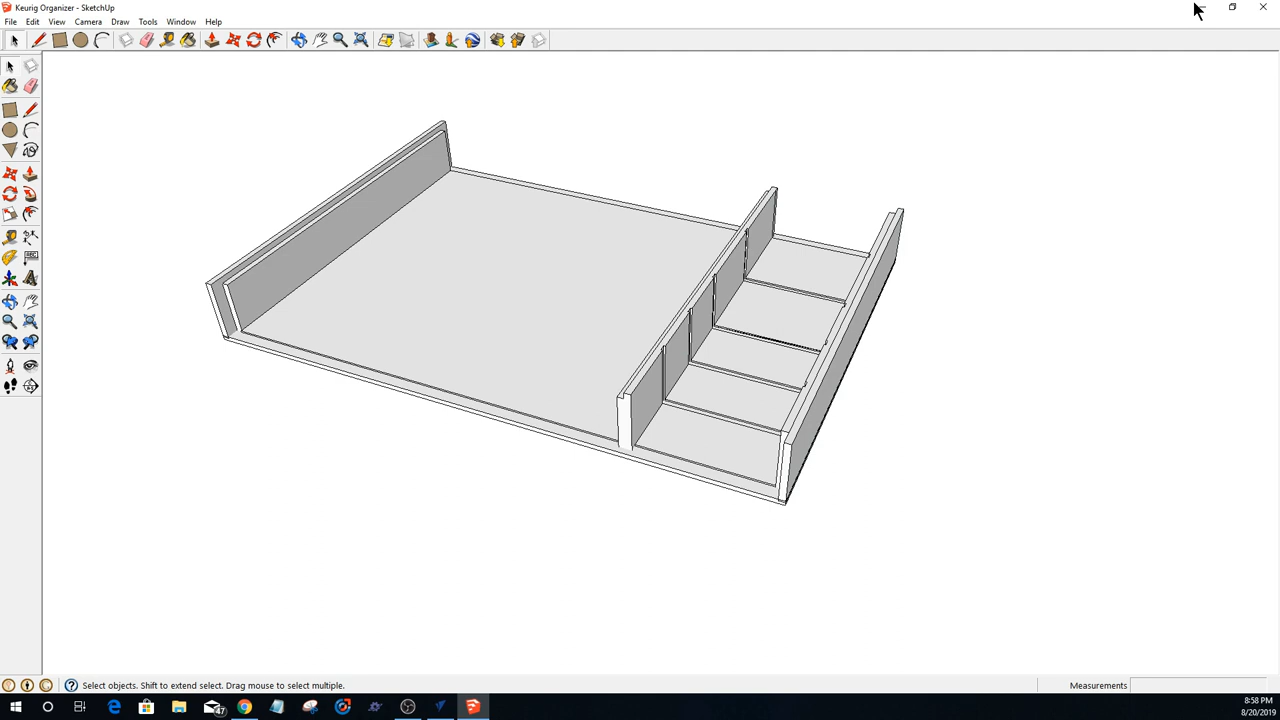 Keurig Organizer - SketchUp
File Edit View Camera Draw Tools Window Help
Select objects. Shift to extend select. Drag mouse to select multiple.
Measurements
47
8:58 PM
8/20/2019